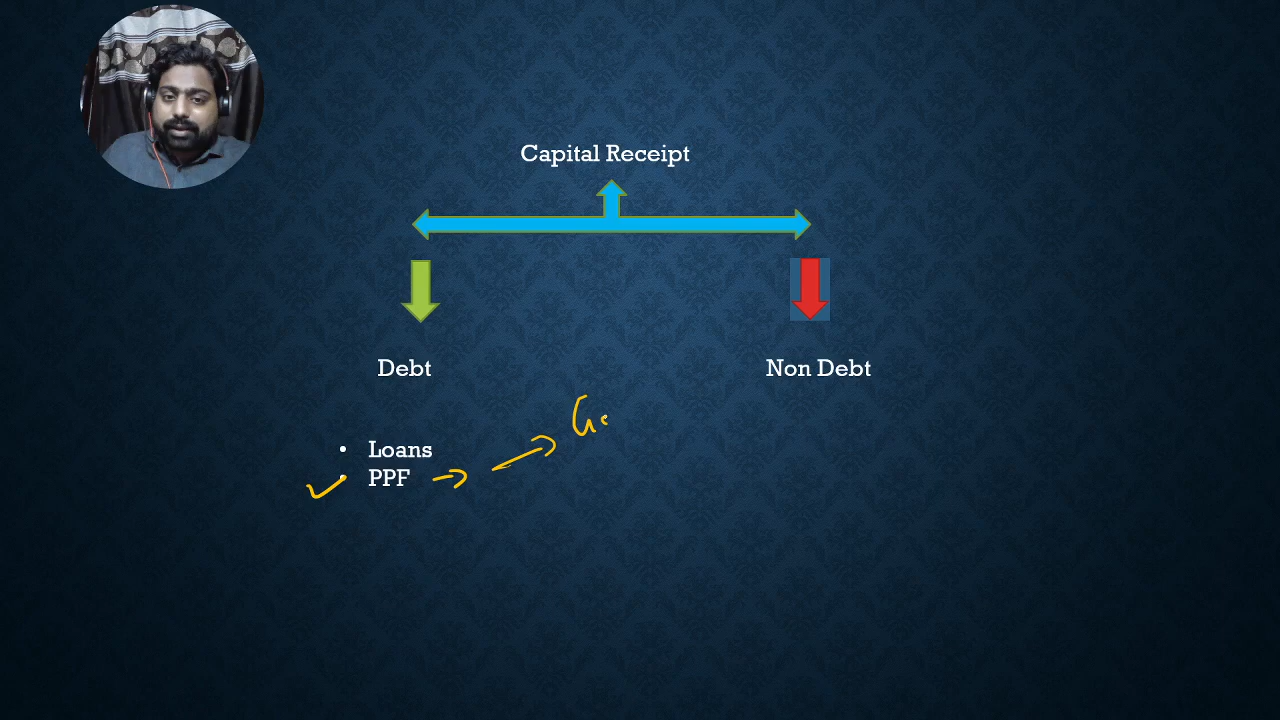 Capital Receipt
Debt
Non Debt
• Loans
• PPF